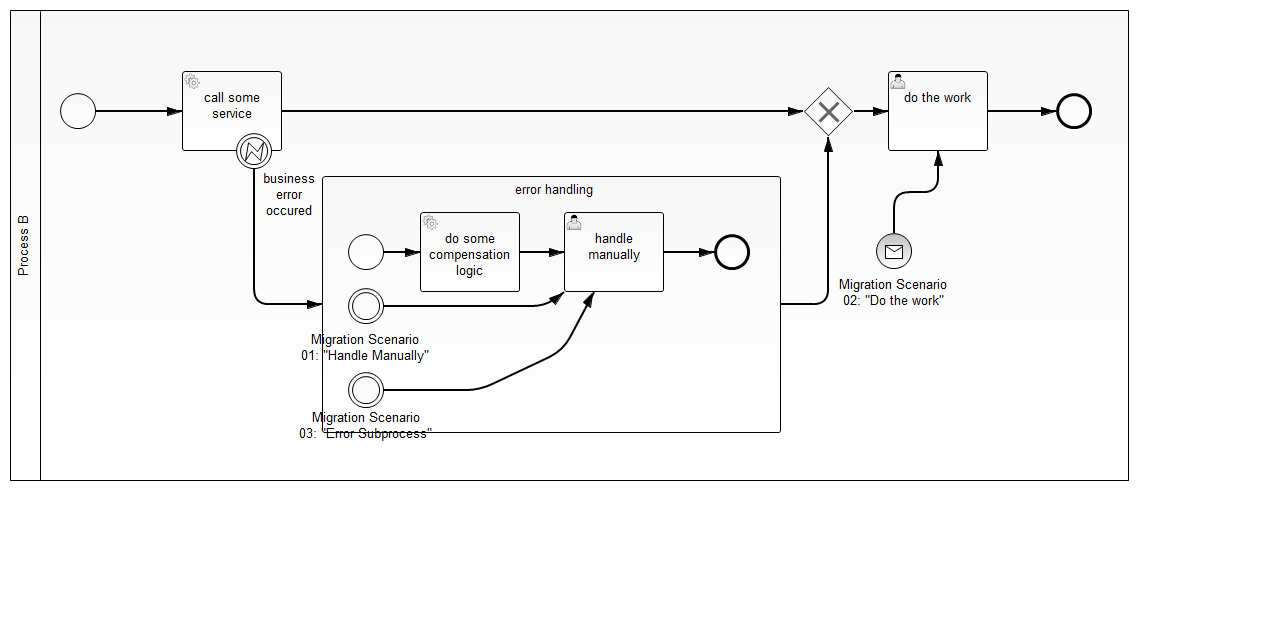 Process B
call some
service
business
error
occured
error handling
do some
compensation
logic
handle
manually
Migration Scenario
01: "Handle Manually"
Migration Scenario
03: "Error Subprocess"
do the work
Migration Scenario
02: "Do the work"